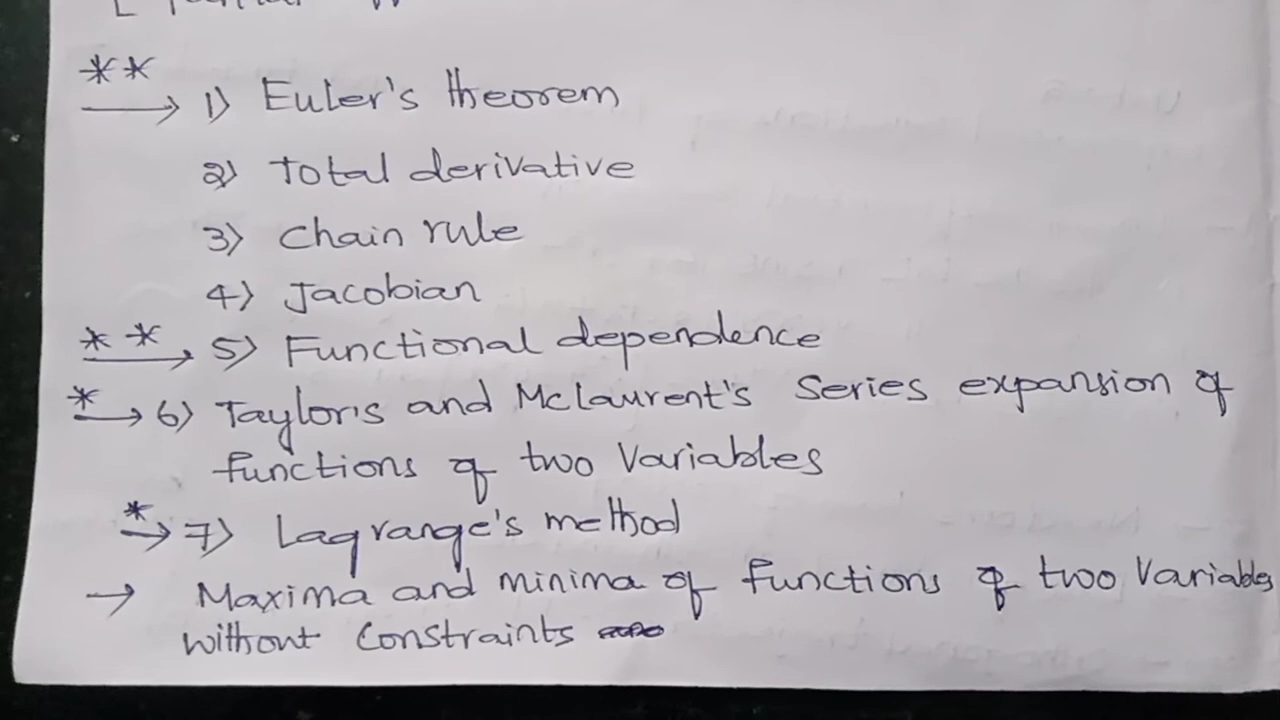 ** → 1) Euler's theorem
2) Total derivative
3) Chain rule
4) Jacobian
** → 5) Functional dependence
* → 6) Taylor's and Mclaurent's Series expansion of
functions of two Variables
* → 7) Lagrange's method
→ Maxima and minima of functions of two Variables
without Constraints